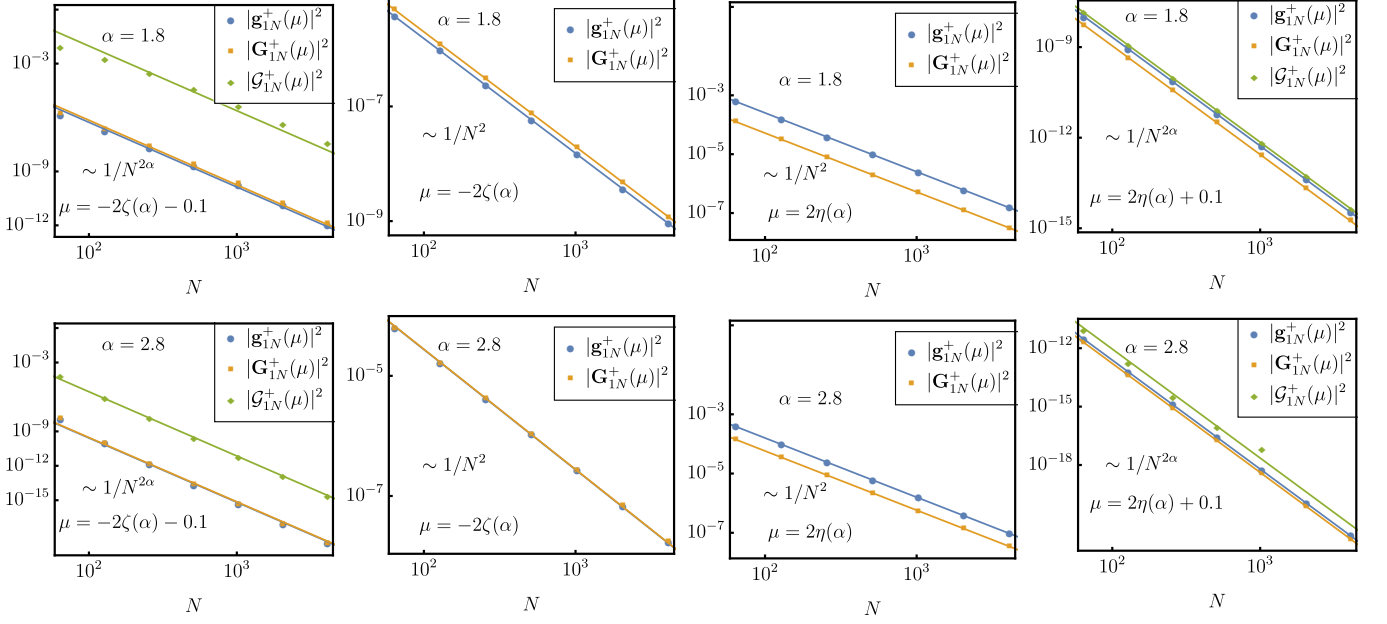 α = 1.8
|g⁺₁N(μ)|²
|G⁺₁N(μ)|²
|𝒢⁺₁N(μ)|²
10⁻³
10⁻⁹
10⁻¹²
∼ 1/N²ᵅ
μ = −2ζ(α) − 0.1
10² 10³
N
α = 1.8
|g⁺₁N(μ)|²
|G⁺₁N(μ)|²
10⁻⁷
10⁻⁹
∼ 1/N²
μ = −2ζ(α)
10² 10³
N
α = 1.8
|g⁺₁N(μ)|²
|G⁺₁N(μ)|²
10⁻³
10⁻⁵
10⁻⁷
∼ 1/N²
μ = 2η(α)
10² 10³
N
α = 1.8
|g⁺₁N(μ)|²
|G⁺₁N(μ)|²
|𝒢⁺₁N(μ)|²
10⁻⁹
10⁻¹²
10⁻¹⁵
∼ 1/N²ᵅ
μ = 2η(α) + 0.1
10² 10³
N
α = 2.8
|g⁺₁N(μ)|²
|G⁺₁N(μ)|²
|𝒢⁺₁N(μ)|²
10⁻³
10⁻⁹
10⁻¹²
10⁻¹⁵
∼ 1/N²ᵅ
μ = −2ζ(α) − 0.1
10² 10³
N
α = 2.8
|g⁺₁N(μ)|²
|G⁺₁N(μ)|²
10⁻⁵
10⁻⁷
∼ 1/N²
μ = −2ζ(α)
10² 10³
N
α = 2.8
|g⁺₁N(μ)|²
|G⁺₁N(μ)|²
10⁻³
10⁻⁵
10⁻⁷
∼ 1/N²
μ = 2η(α)
10² 10³
N
α = 2.8
|g⁺₁N(μ)|²
|G⁺₁N(μ)|²
|𝒢⁺₁N(μ)|²
10⁻¹²
10⁻¹⁵
10⁻¹⁸
∼ 1/N²ᵅ
μ = 2η(α) + 0.1
10² 10³
N